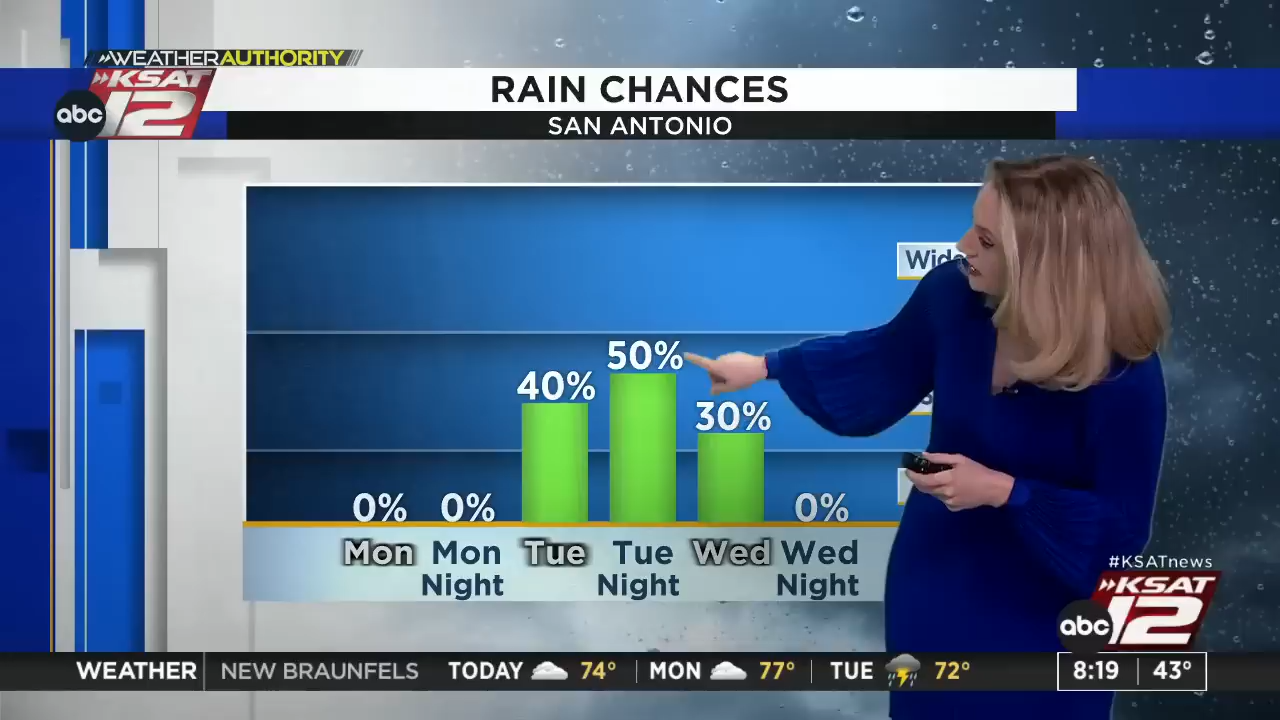 WEATHERAUTHORITY
KSAT
abc 12
RAIN CHANCES
SAN ANTONIO
50%
40%
30%
0% 0% 0%
Mon Mon Night Tue Tue Night Wed Wed Night
#KSATnews
KSAT
abc 12
WEATHER NEW BRAUNFELS TODAY 74° MON 77° TUE 72° 8:19 43°